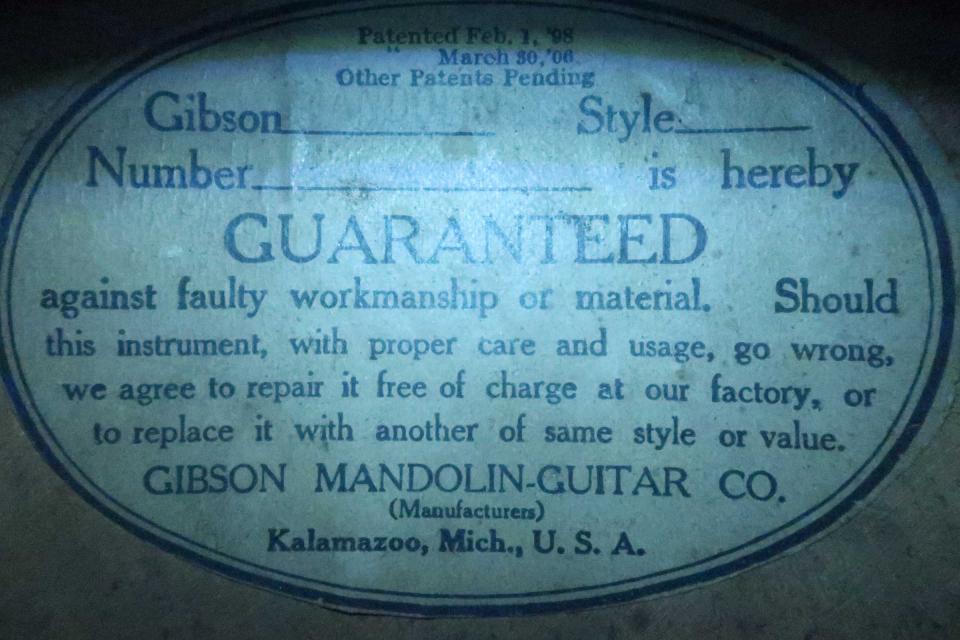 Patented Feb. 1, '98
" March 30, '06
Other Patents Pending
Gibson Style
Number is hereby
GUARANTEED
against faulty workmanship or material. Should
this instrument, with proper care and usage, go wrong,
we agree to repair it free of charge at our factory, or
to replace it with another of same style or value.
GIBSON MANDOLIN-GUITAR CO.
(Manufacturers)
Kalamazoo, Mich., U. S. A.